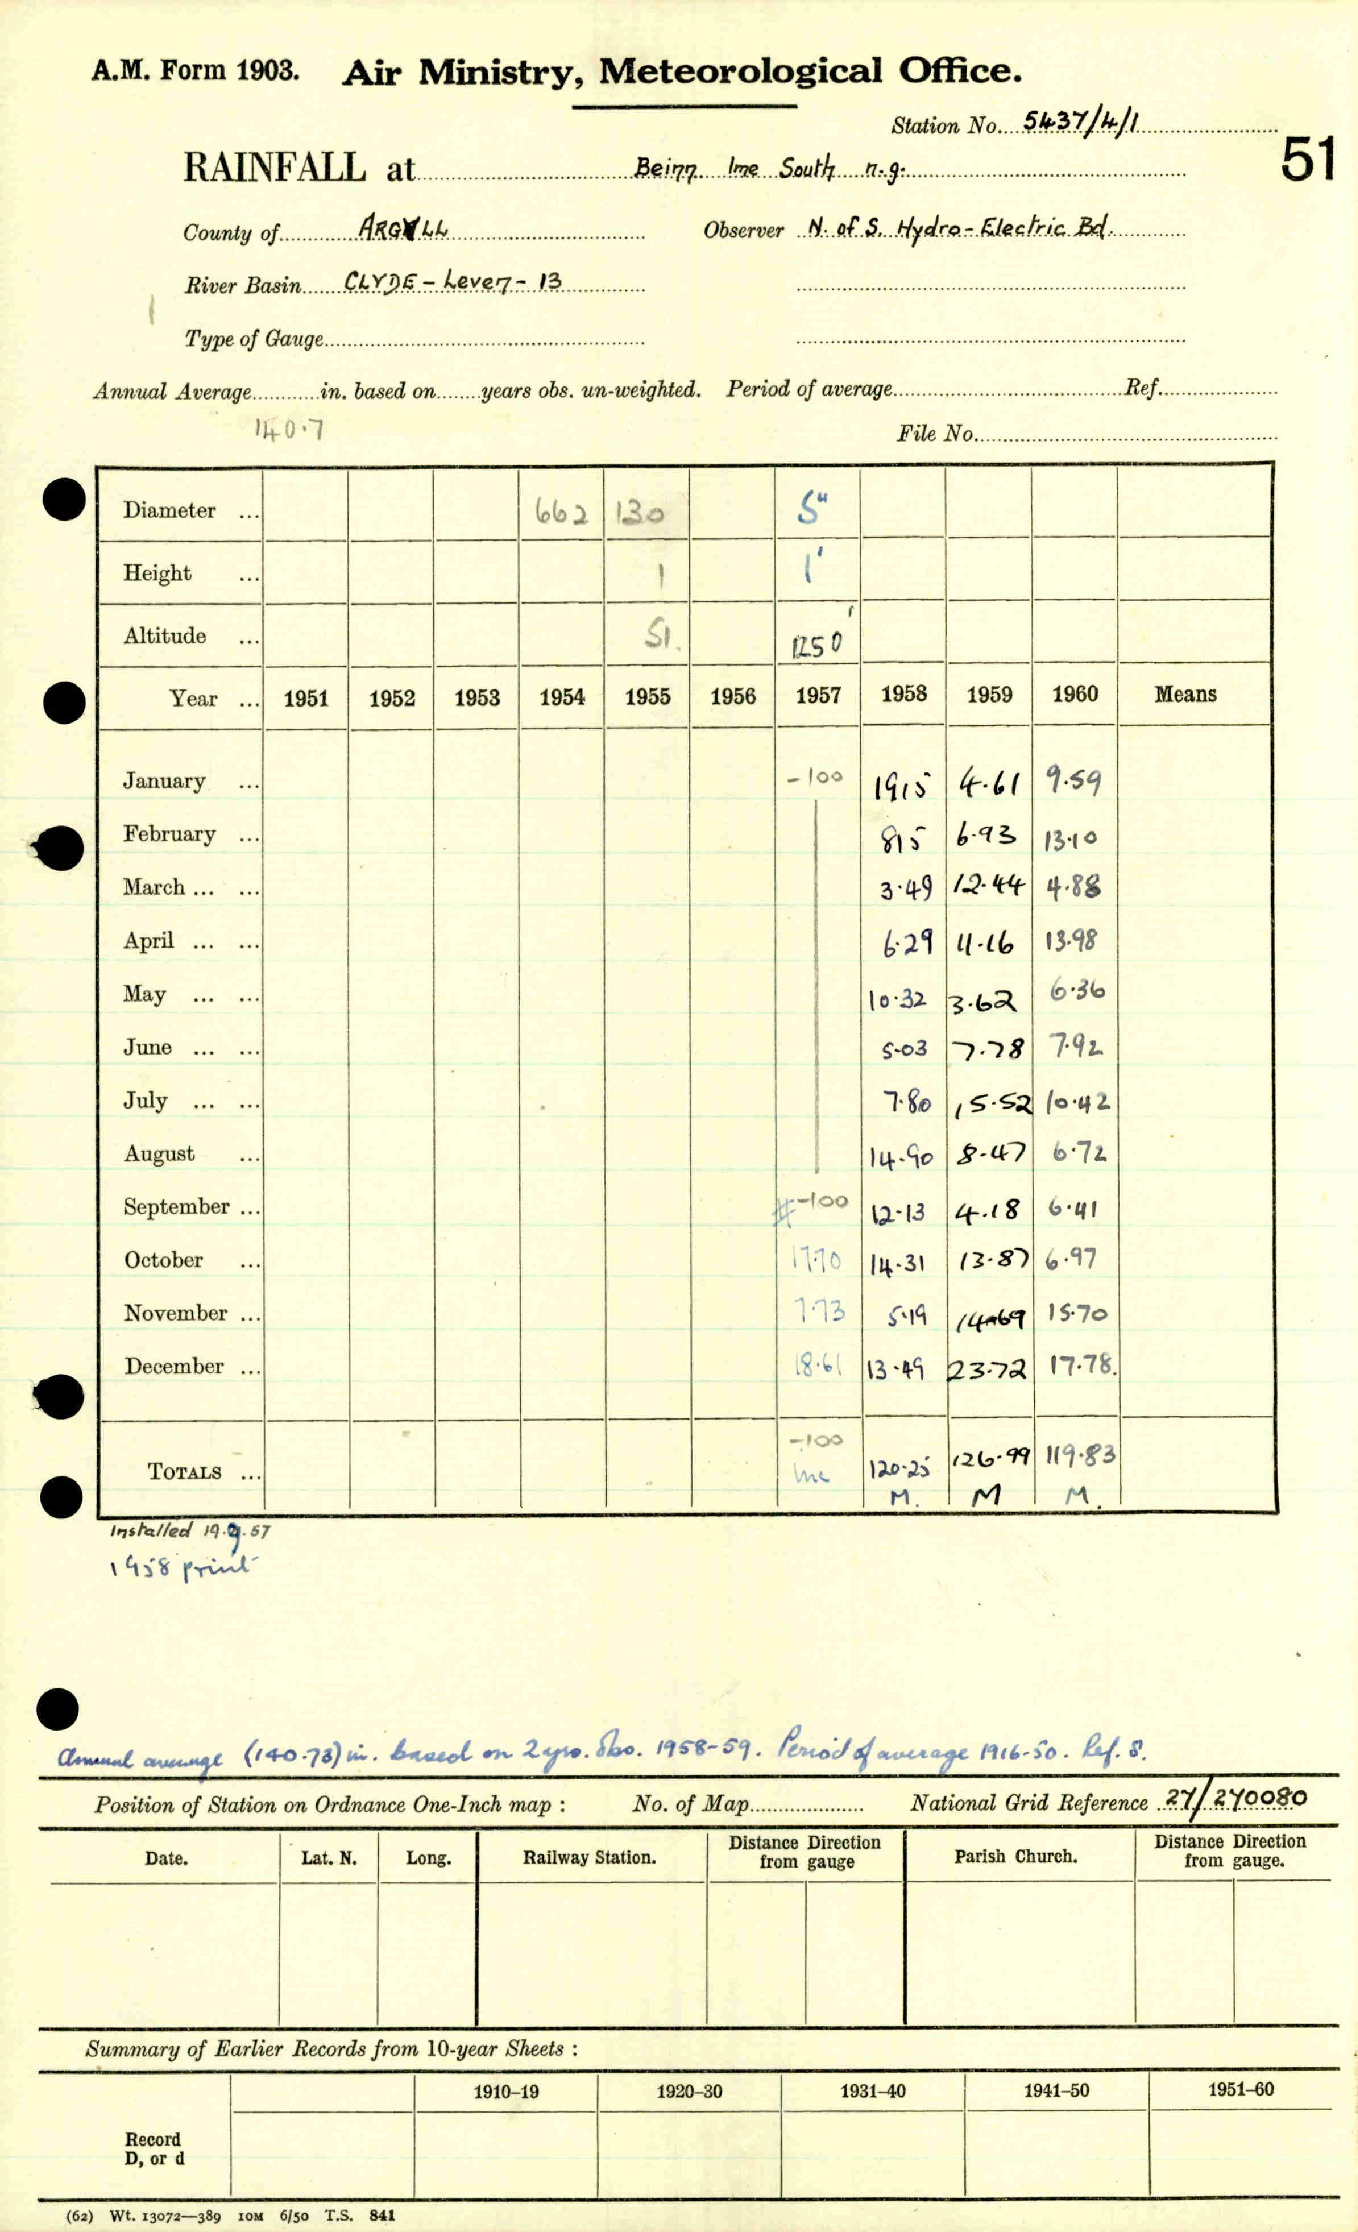 A.M. Form 1903. Air Ministry, Meteorological Office.
Station No. 5437/4/1
51
RAINFALL at Beinn Ime South n.g.
County of ARGYLL Observer N. of S. Hydro-Electric Bd.
River Basin CLYDE - Leven - 13
Type of Gauge
Annual Average in. based on years obs. un-weighted. Period of average Ref.
140.7
File No.
Diameter ... 662 130 5"
Height ... 1 1'
Altitude ... 51. 1250'
Year ... 1951 1952 1953 1954 1955 1956 1957 1958 1959 1960 Means
January ... -100 19.15 4.61 9.59
February ... 8.15 6.93 13.10
March ... ... 3.49 12.44 4.88
April ... ... 6.29 11.16 13.98
May ... ... 10.32 3.62 6.36
June ... ... 5.03 7.78 7.92
July ... ... 7.80 15.52 10.42
August ... 14.90 8.47 6.72
September ... # -100 12.13 4.18 6.41
October ... 17.70 14.31 13.87 6.97
November ... 7.73 5.19 14.69 15.70
December ... 18.61 13.49 23.72 17.78.
-100
TOTALS ... inc 120.25 126.99 119.83
M. M M.
Installed 19.9.57
1958 print
Annual average (140.73) in. based on 2 yrs. obs. 1958-59. Period of average 1916-50. Ref. S.
Position of Station on Ordnance One-Inch map : No. of Map National Grid Reference 27/270080
Date. Lat. N. Long. Railway Station. Distance Direction from gauge Parish Church. Distance Direction from gauge.
Summary of Earlier Records from 10-year Sheets :
1910–19 1920–30 1931–40 1941–50 1951–60
Record
D, or d
(62) Wt. 13072—389 10M 6/50 T.S. 841